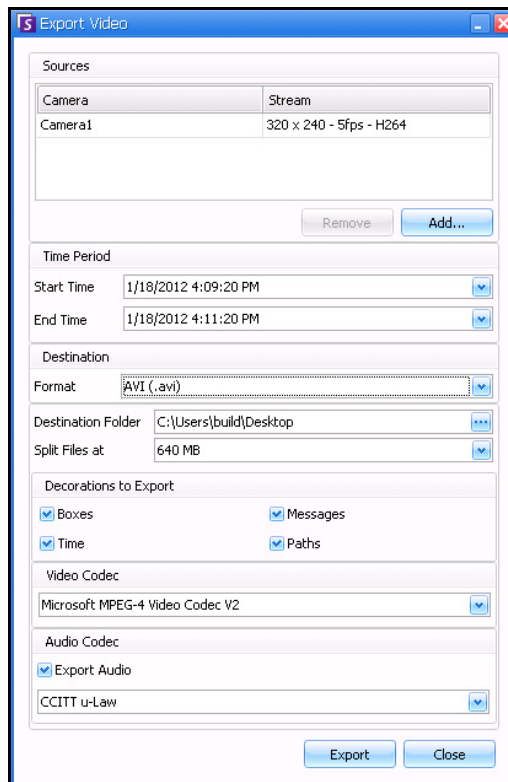 Export Video
Sources
Camera Stream
Camera1 320 x 240 - 5fps - H264
Remove Add...
Time Period
Start Time 1/18/2012 4:09:20 PM
End Time 1/18/2012 4:11:20 PM
Destination
Format AVI (.avi)
Destination Folder C:\Users\build\Desktop
Split Files at 640 MB
Decorations to Export
Boxes Messages
Time Paths
Video Codec
Microsoft MPEG-4 Video Codec V2
Audio Codec
Export Audio
CCITT u-Law
Export Close